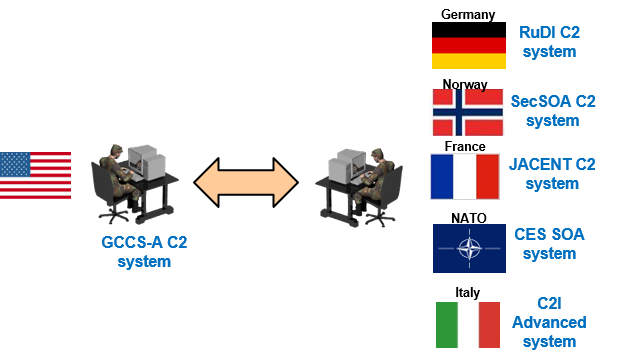 Germany
RuDI C2
system
Norway
SecSOA C2
system
France
JACENT C2
system
GCCS-A C2
system
NATO
CES SOA
system
Italy
C2I
Advanced
system